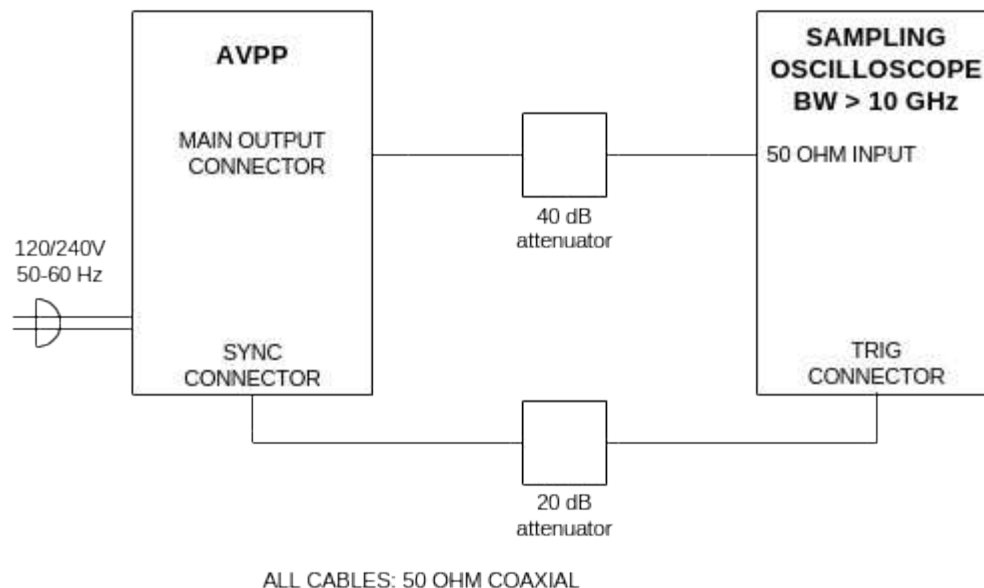 AVPP
MAIN OUTPUT
CONNECTOR
SAMPLING
OSCILLOSCOPE
BW > 10 GHz
50 OHM INPUT
40 dB
attenuator
120/240V
50-60 Hz
SYNC
CONNECTOR
TRIG
CONNECTOR
20 dB
attenuator
ALL CABLES: 50 OHM COAXIAL